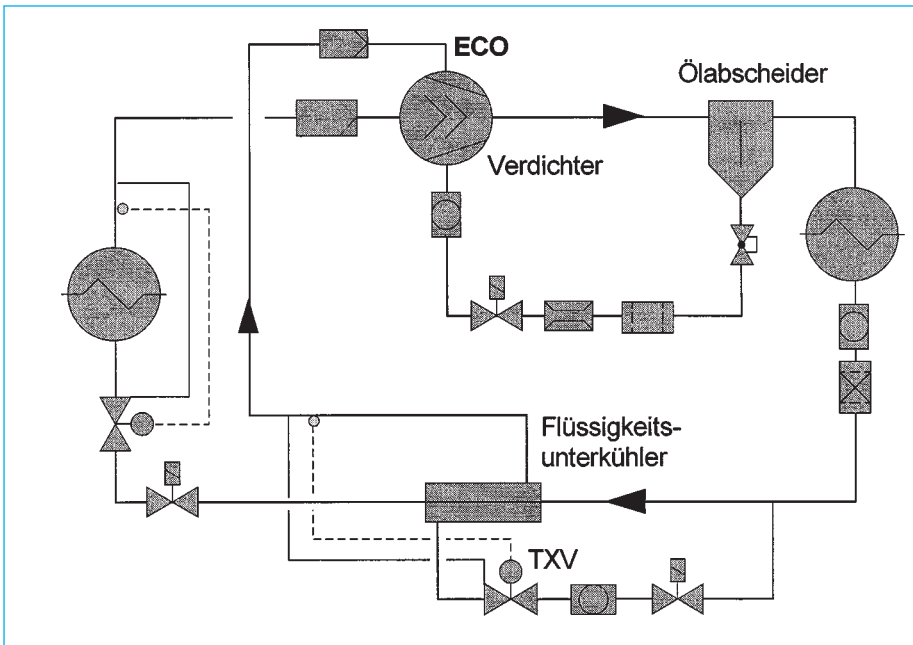 ECO
Ölabscheider
Verdichter
Flüssigkeits-
unterkühler
TXV